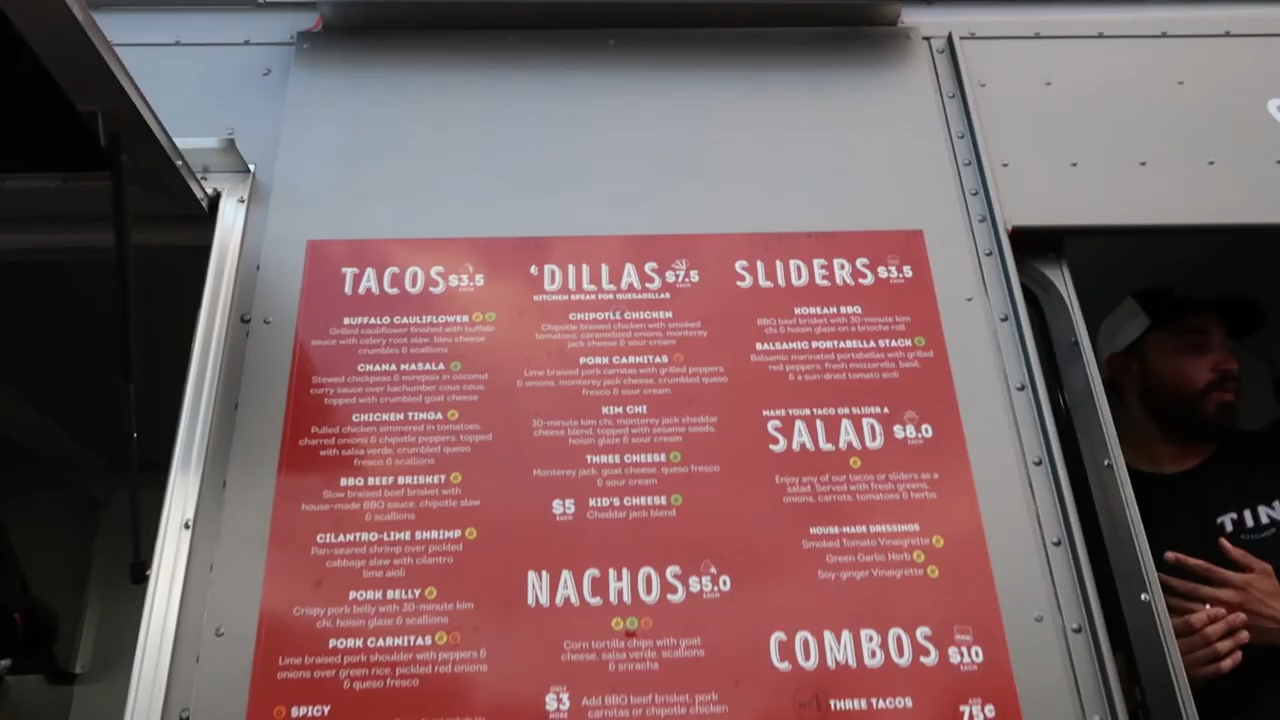 TACOS $3.5
EACH
BUFFALO CAULIFLOWER
Grilled cauliflower finished with buffalo
sauce with celery root slaw, bleu cheese
crumbles & scallions
CHANA MASALA
Stewed chickpeas & mirepoix in coconut
curry sauce over kachumber cous cous,
topped with crumbled goat cheese
CHICKEN TINGA
Pulled chicken simmered in tomatoes,
charred onions & chipotle peppers, topped
with salsa verde, crumbled queso
fresco & scallions
BBQ BEEF BRISKET
Slow braised beef brisket with
house-made BBQ sauce, chipotle slaw
& scallions
CILANTRO-LIME SHRIMP
Pan-seared shrimp over pickled
cabbage slaw with cilantro
lime aioli
PORK BELLY
Crispy pork belly with 30-minute kim
chi, hoisin glaze & scallions
PORK CARNITAS
Lime braised pork shoulder with peppers &
onions over green rice, pickled red onions
& queso fresco
SPICY
'DILLAS $7.5
EACH
KITCHEN SPEAK FOR QUESADILLAS
CHIPOTLE CHICKEN
Chipotle braised chicken with smoked
tomatoes, caramelized onions, monterey
jack cheese & sour cream
PORK CARNITAS
Lime braised pork carnitas with grilled peppers
& onions, monterey jack cheese, crumbled queso
fresco & sour cream
KIM CHI
30-minute kim chi, monterey jack cheddar
cheese blend, topped with sesame seeds,
hoisin glaze & sour cream
THREE CHEESE
Monterey jack, goat cheese, queso fresco
& sour cream
$5 EACH KID'S CHEESE
Cheddar jack blend
NACHOS $5.0
EACH
Corn tortilla chips with goat
cheese, salsa verde, scallions
& sriracha
ONLY
$3
MORE
Add BBQ beef brisket, pork
carnitas or chipotle chicken
SLIDERS $3.5
EACH
KOREAN BBQ
BBQ beef brisket with 30-minute kim
chi & hoisin glaze on a brioche roll
BALSAMIC PORTABELLA STACK
Balsamic marinated portabellas with grilled
red peppers, fresh mozzarella, basil,
& a sun-dried tomato aioli
MAKE YOUR TACO OR SLIDER A
SALAD $8.0
Enjoy any of our tacos or sliders as a
salad. Served with fresh greens,
onions, carrots, tomatoes & herbs
HOUSE-MADE DRESSINGS
Smoked Tomato Vinaigrette
Green Garlic Herb
Soy-ginger Vinaigrette
COMBOS $10
EACH
THREE TACOS
ADD
75¢
TIN